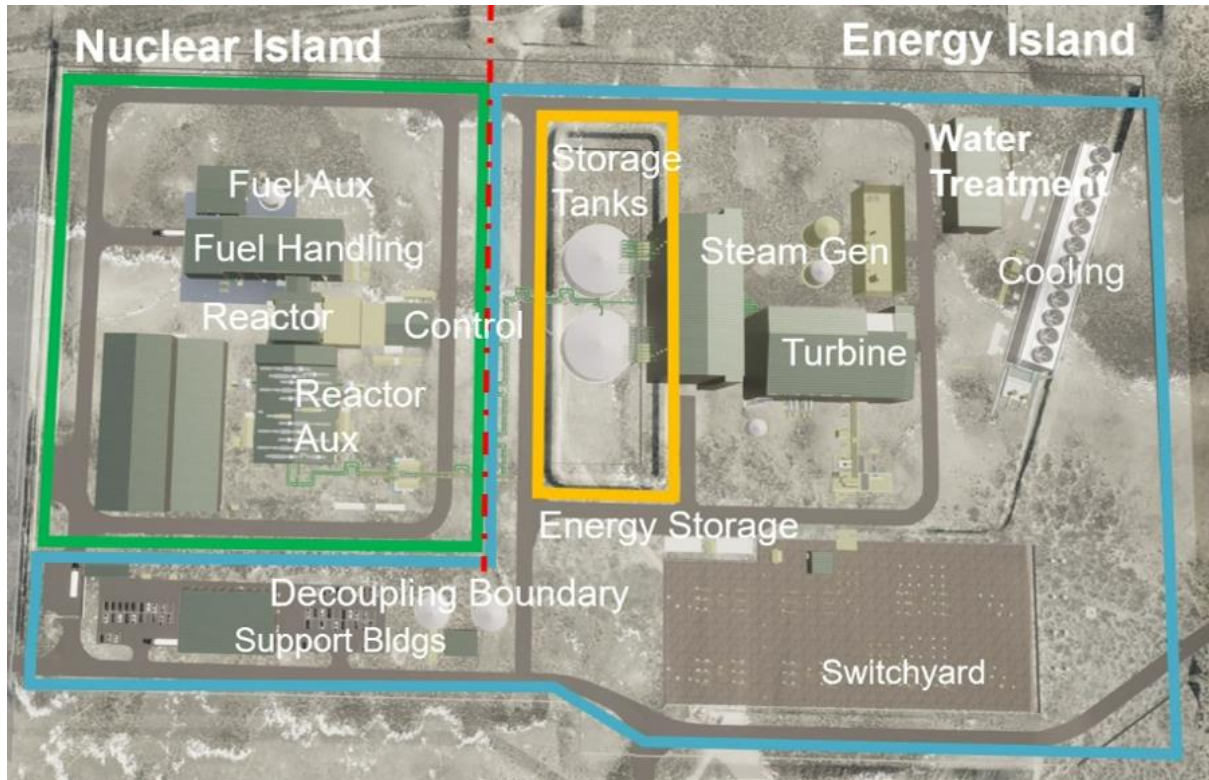 Nuclear Island
Energy Island
Fuel Aux
Fuel Handling
Reactor
Control
Reactor
Aux
Storage
Tanks
Steam Gen
Water
Treatment
Cooling
Turbine
Energy Storage
Decoupling Boundary
Support Bldgs
Switchyard